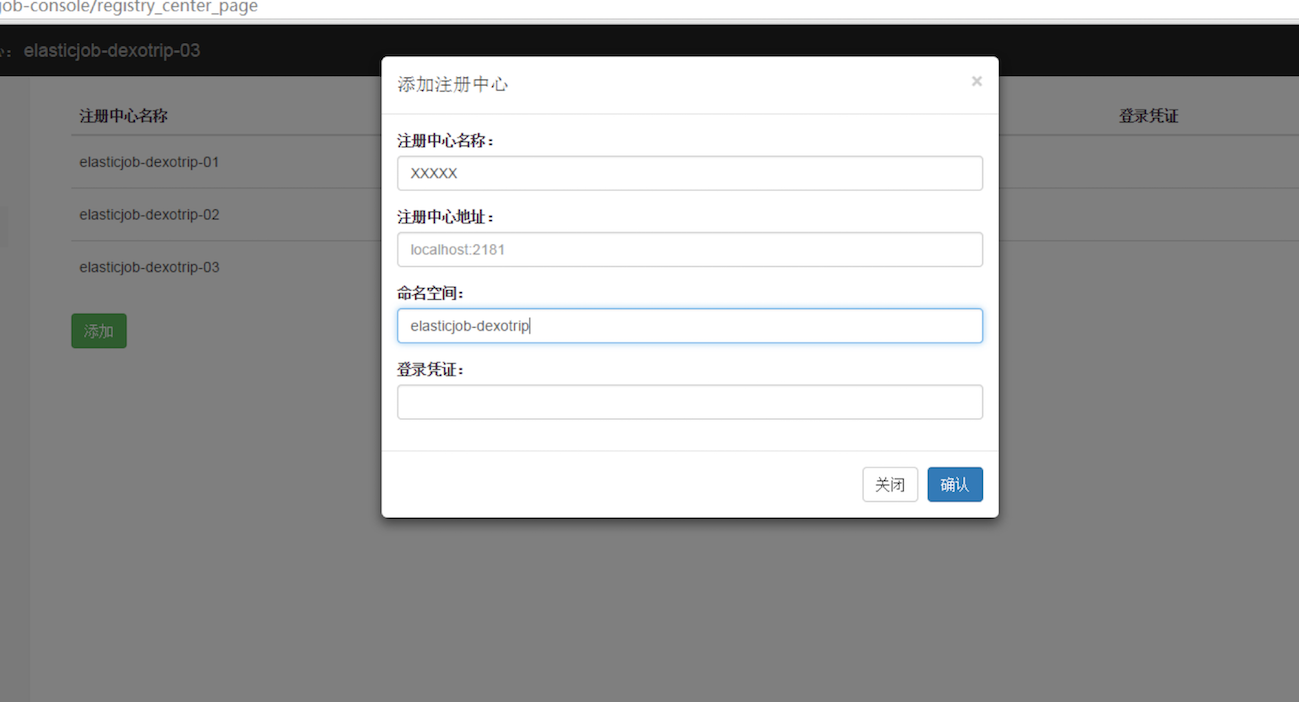 job-console/registry_center_page
：elasticjob-dexotrip-03
添加注册中心
×
注册中心名称
登录凭证
注册中心名称：
elasticjob-dexotrip-01
XXXXX
elasticjob-dexotrip-02
注册中心地址：
localhost:2181
elasticjob-dexotrip-03
命名空间：
添加
elasticjob-dexotrip
登录凭证：
关闭
确认